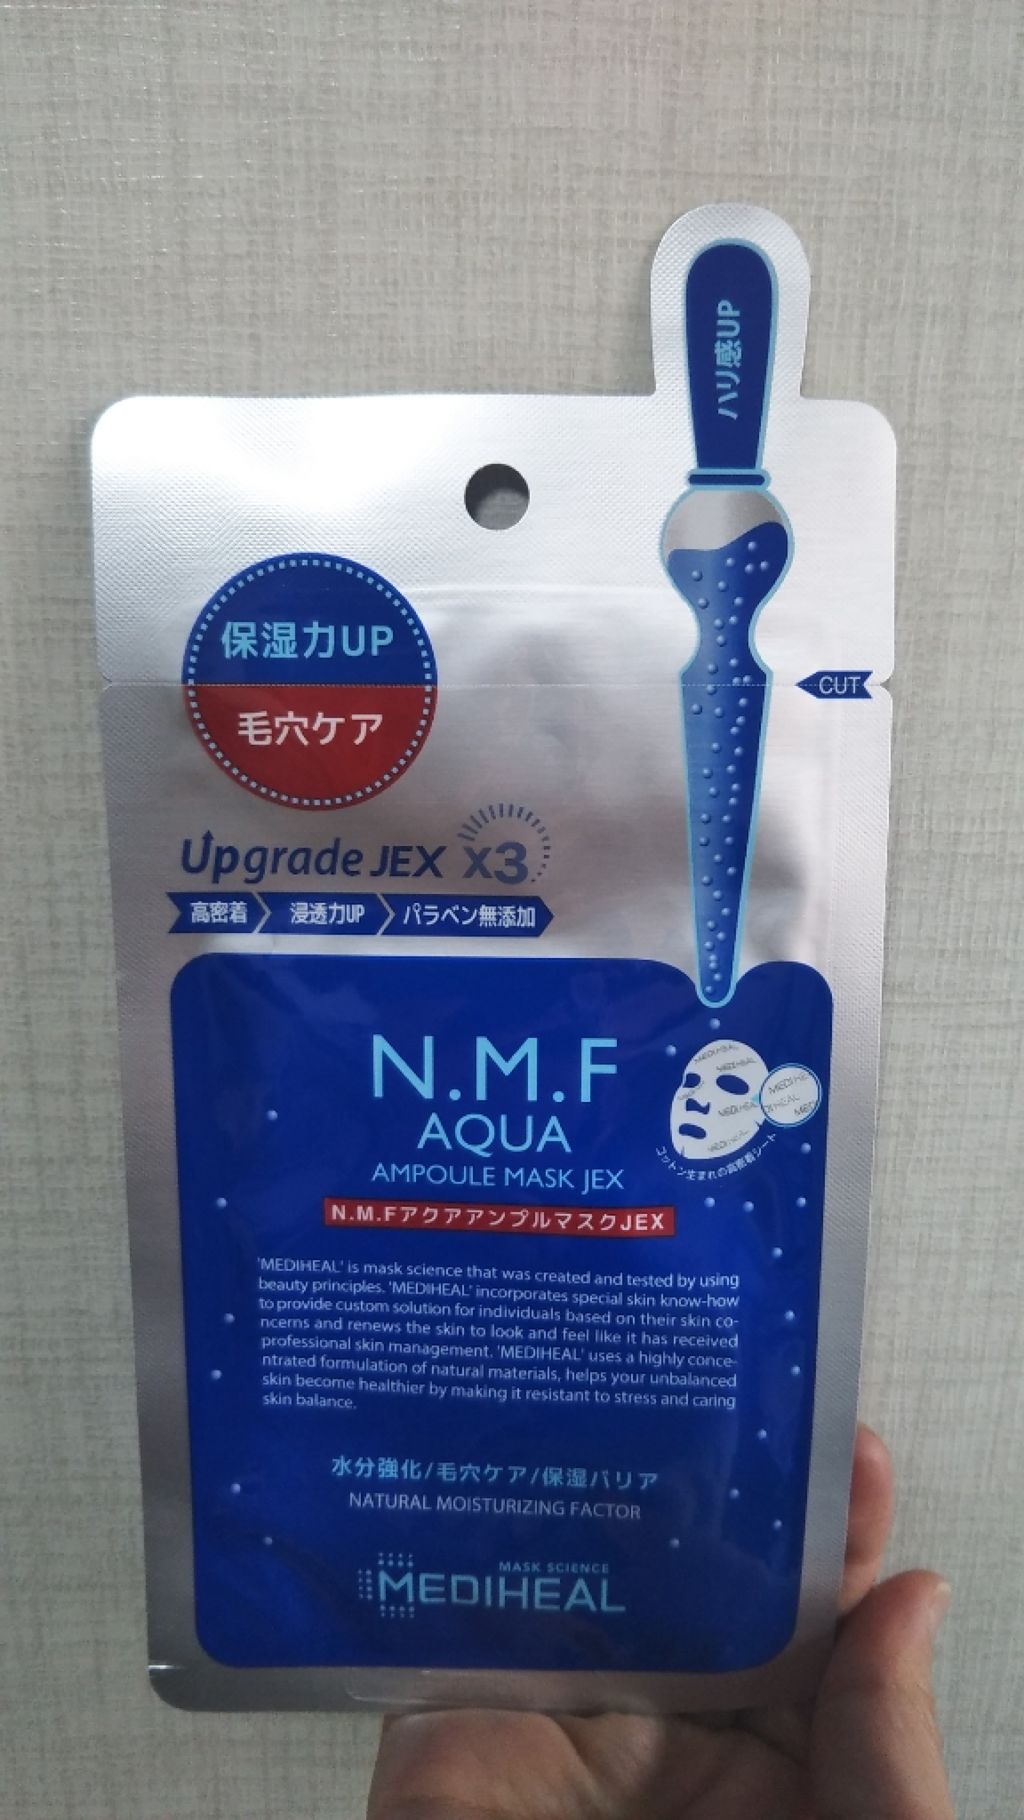 ハリ感UP
保湿力UP
毛穴ケア
CUT
Upgrade JEX x3
高密着 浸透力UP パラベン無添加
N.M.F
AQUA
AMPOULE MASK JEX
N.M.FアクアアンプルマスクJEX
MEDIHEAL
MEDIHEAL
MEDIHEAL
コットン生まれの高密着シート
'MEDIHEAL' is mask science that was created and tested by using
beauty principles. 'MEDIHEAL' incorporates special skin know-how
to provide custom solution for individuals based on their skin co-
ncerns and renews the skin to look and feel like it has received
professional skin management. 'MEDIHEAL' uses a highly conce-
ntrated formulation of natural materials, helps your unbalanced
skin become healthier by making it resistant to stress and caring
skin balance.
水分強化/毛穴ケア/保湿バリア
NATURAL MOISTURIZING FACTOR
MASK SCIENCE
MEDIHEAL